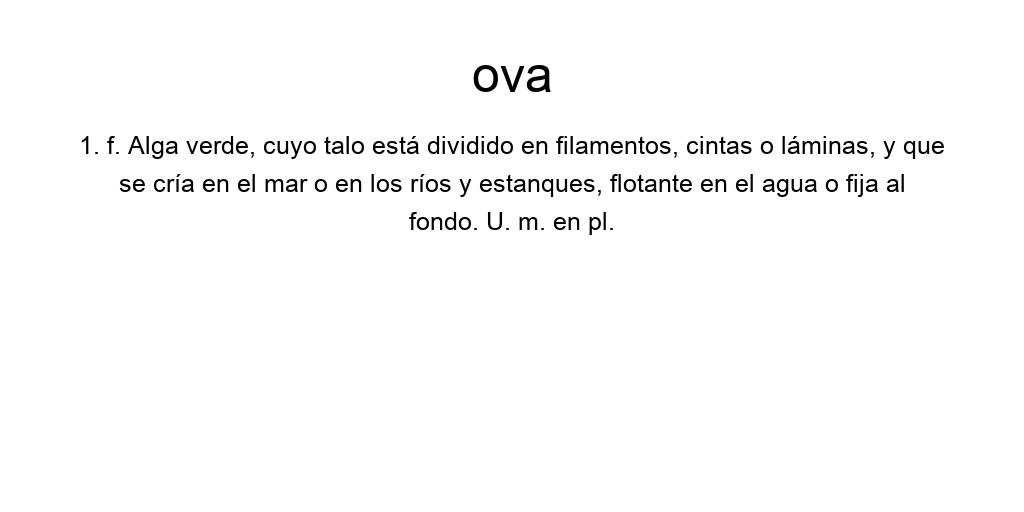 ova
1. f. Alga verde, cuyo talo está dividido en filamentos, cintas o láminas, y que
se cría en el mar o en los ríos y estanques, flotante en el agua o fija al
fondo. U. m. en pl.